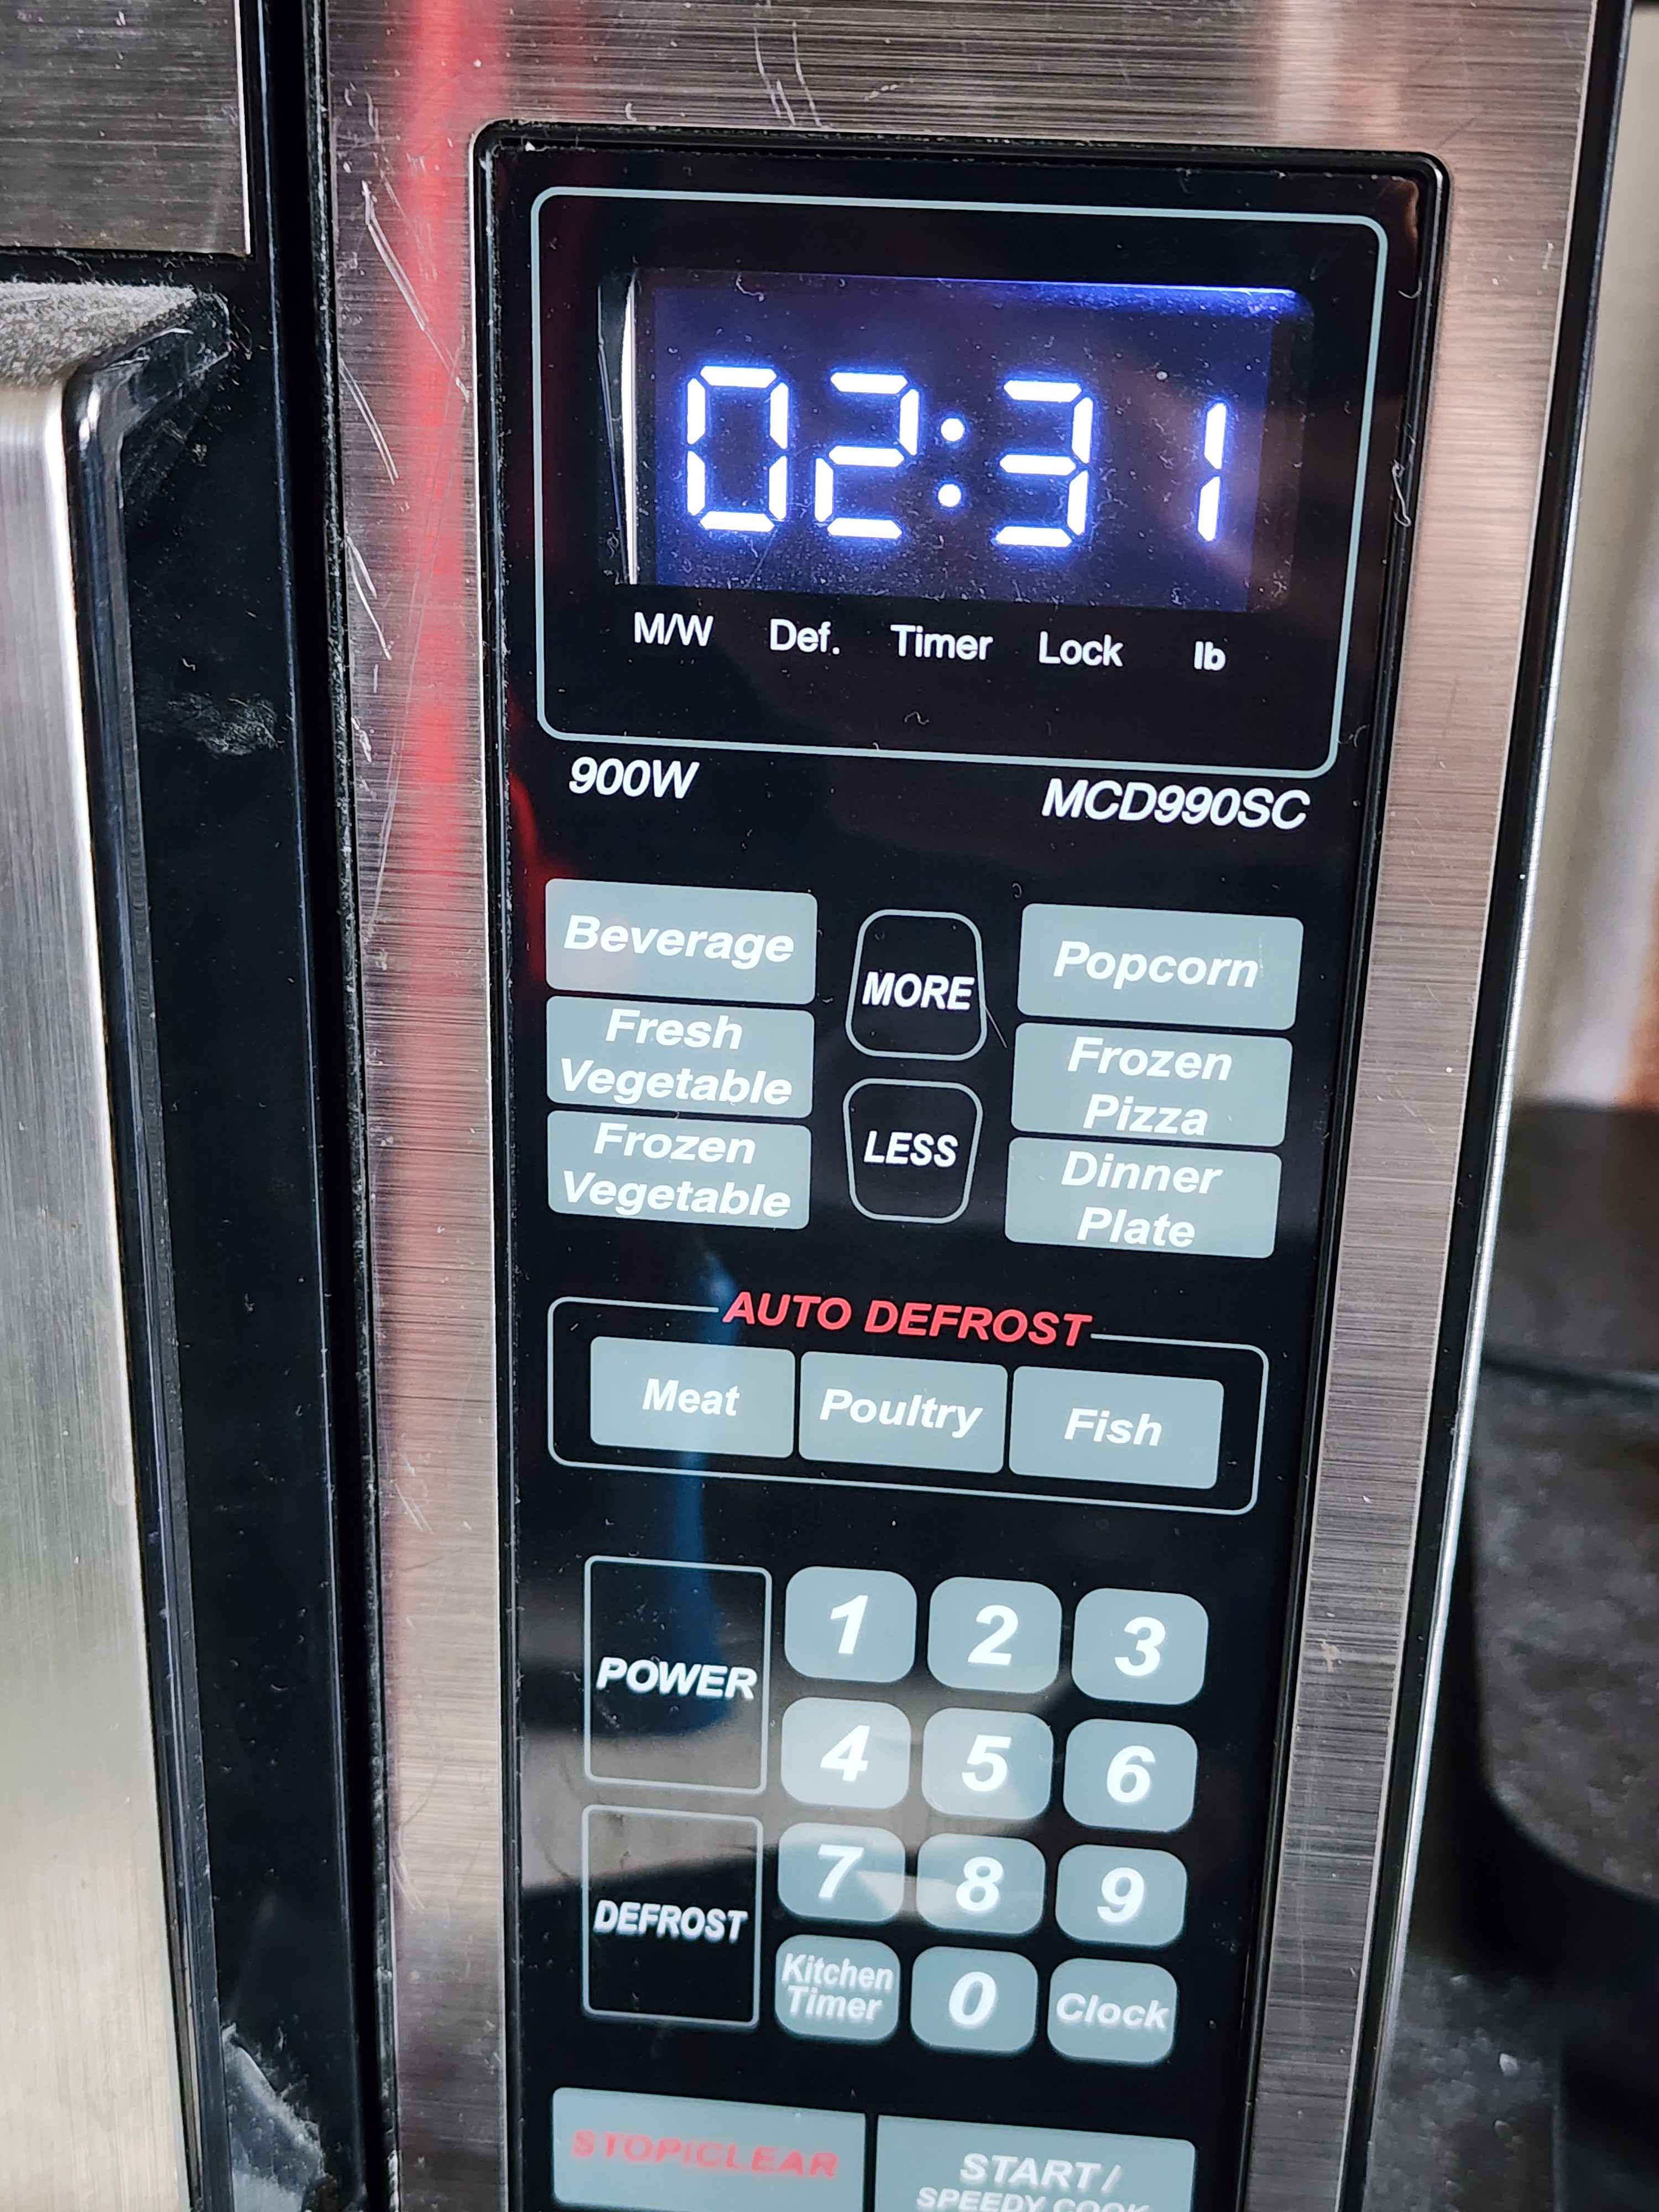 02:31
M/W Def. Timer Lock lb
900W MCD990SC
Beverage MORE Popcorn
Fresh
Vegetable
Frozen
Pizza
LESS
Frozen
Vegetable
Dinner
Plate
AUTO DEFROST
Meat Poultry Fish
POWER
1 2 3
4 5 6
DEFROST
7 8 9
Kitchen
Timer
0 Clock
STOP/CLEAR
START/
SPEEDY COOK